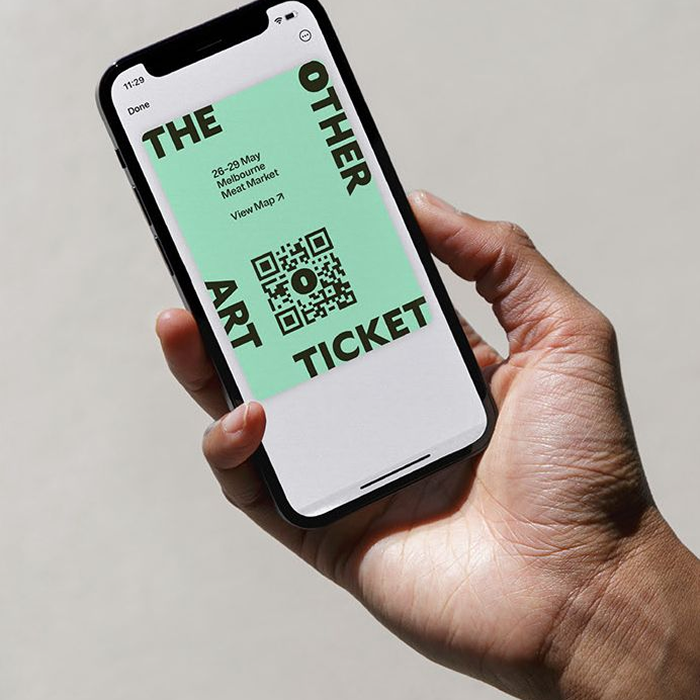 11:29
Done
THE
OTHER
26–29 May
Melbourne
Meat Market
View Map ↗
O
ART
TICKET